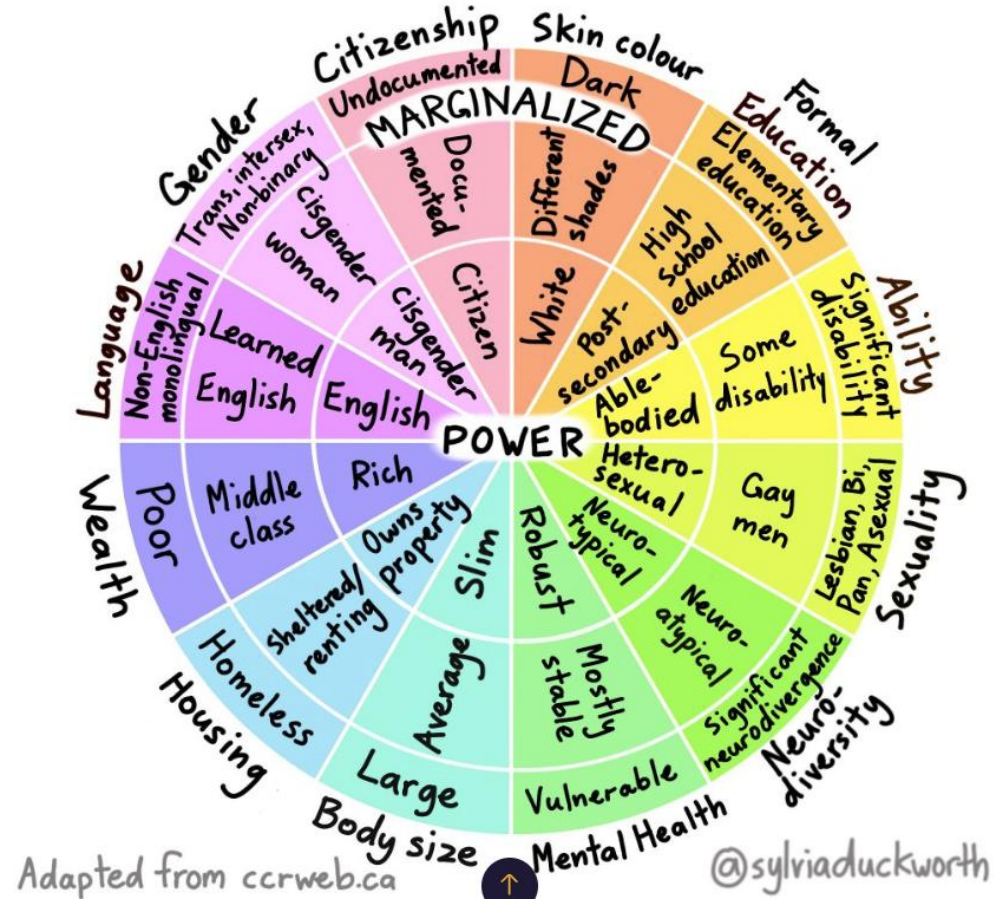 Citizenship
Undocumented
Docu-
mented
Citizen
Skin colour
Dark
Different
shades
White
Formal
Education
Elementary
education
High
school
education
Post-
secondary
Ability
Significant
disability
Some
disability
Able-
bodied
Sexuality
Lesbian, Bi,
Pan, Asexual
Gay
men
Hetero-
sexual
Neuro-
diversity
Significant
neurodivergence
Neuro-
atypical
Neuro-
typical
Mental Health
Vulnerable
Mostly
stable
Robust
Body size
Large
Average
Slim
Housing
Homeless
Sheltered/
renting
Owns
property
Wealth
Poor
Middle
class
Rich
Language
Non-English
monolingual
Learned
English
English
Gender
Trans, intersex,
Non-binary
cisgender
woman
cisgender
man
MARGINALIZED
POWER
Adapted from ccrweb.ca
@sylviaduckworth